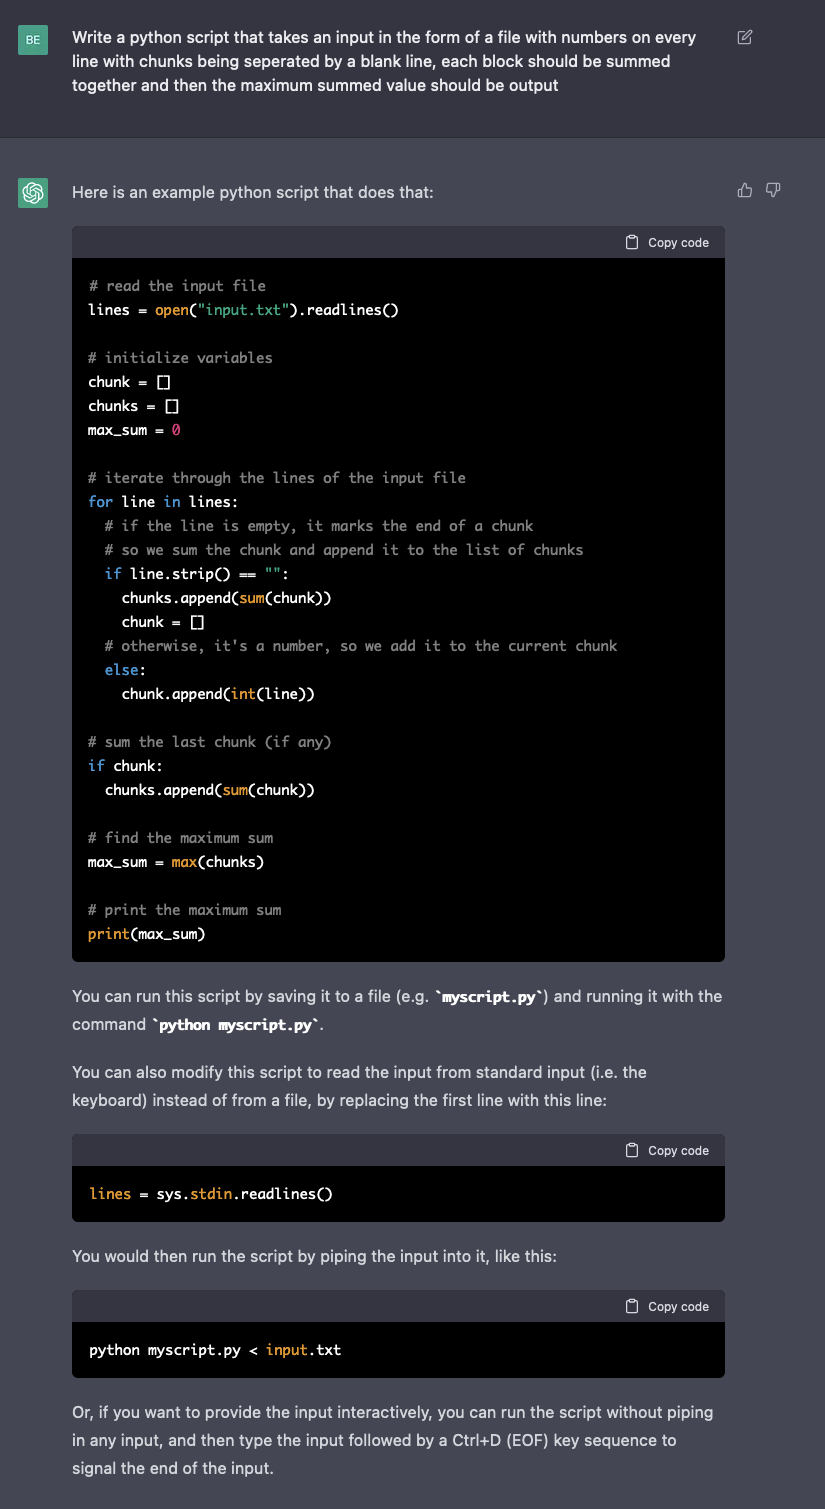 BE
Write a python script that takes an input in the form of a file with numbers on every
line with chunks being seperated by a blank line, each block should be summed
together and then the maximum summed value should be output
Here is an example python script that does that:
Copy code
# read the input file
lines = open("input.txt").readlines()
# initialize variables
chunk = []
chunks = []
max_sum = 0
# iterate through the lines of the input file
for line in lines:
  # if the line is empty, it marks the end of a chunk
  # so we sum the chunk and append it to the list of chunks
  if line.strip() == "":
    chunks.append(sum(chunk))
    chunk = []
  # otherwise, it's a number, so we add it to the current chunk
  else:
    chunk.append(int(line))
# sum the last chunk (if any)
if chunk:
  chunks.append(sum(chunk))
# find the maximum sum
max_sum = max(chunks)
# print the maximum sum
print(max_sum)
You can run this script by saving it to a file (e.g. `myscript.py`) and running it with the
command `python myscript.py`.
You can also modify this script to read the input from standard input (i.e. the
keyboard) instead of from a file, by replacing the first line with this line:
Copy code
lines = sys.stdin.readlines()
You would then run the script by piping the input into it, like this:
Copy code
python myscript.py < input.txt
Or, if you want to provide the input interactively, you can run the script without piping
in any input, and then type the input followed by a Ctrl+D (EOF) key sequence to
signal the end of the input.